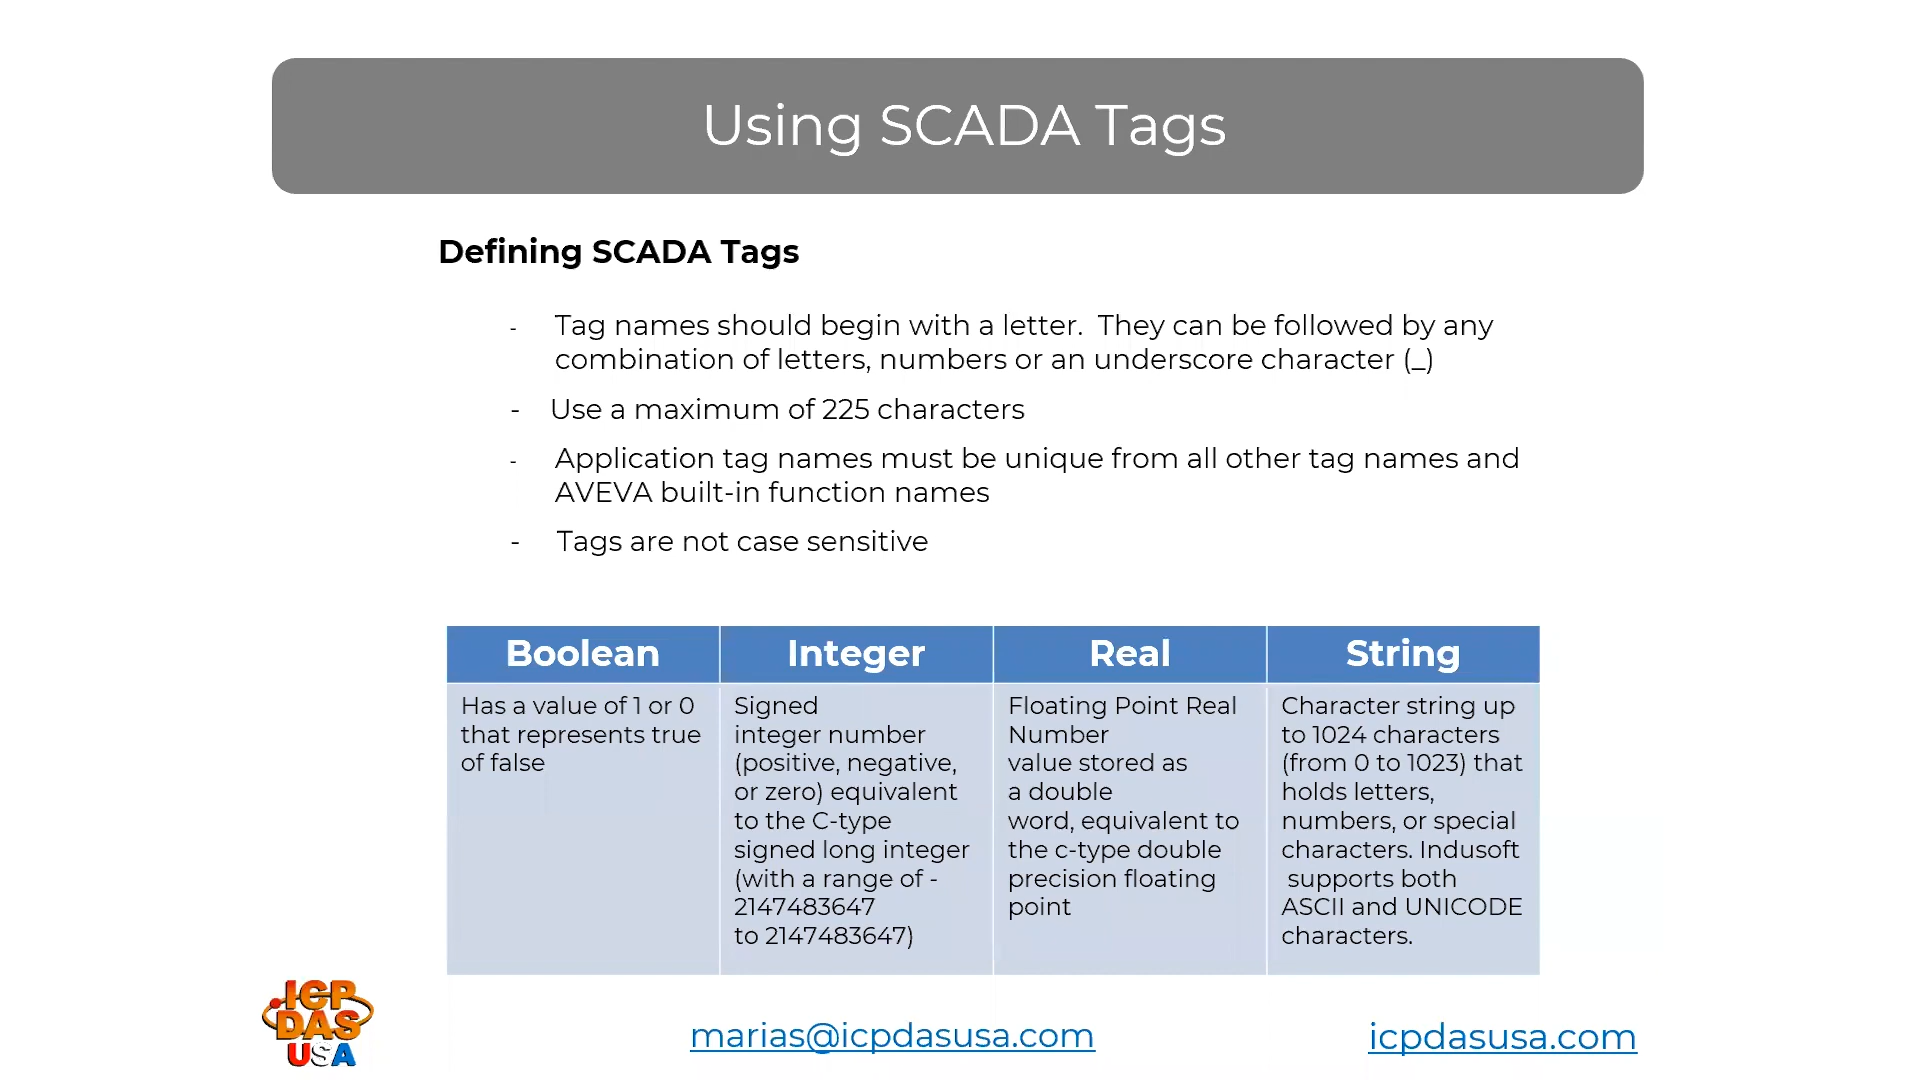 Using SCADA Tags
Defining SCADA Tags
- Tag names should begin with a letter. They can be followed by any
combination of letters, numbers or an underscore character (_)
- Use a maximum of 225 characters
- Application tag names must be unique from all other tag names and
AVEVA built-in function names
- Tags are not case sensitive
Boolean
Has a value of 1 or 0
that represents true
of false
Integer
Signed
integer number
(positive, negative,
or zero) equivalent
to the C-type
signed long integer
(with a range of -
2147483647
to 2147483647)
Real
Floating Point Real
Number
value stored as
a double
word, equivalent to
the c-type double
precision floating
point
String
Character string up
to 1024 characters
(from 0 to 1023) that
holds letters,
numbers, or special
characters. Indusoft
supports both
ASCII and UNICODE
characters.
ICP
DAS
USA
marias@icpdasusa.com
icpdasusa.com